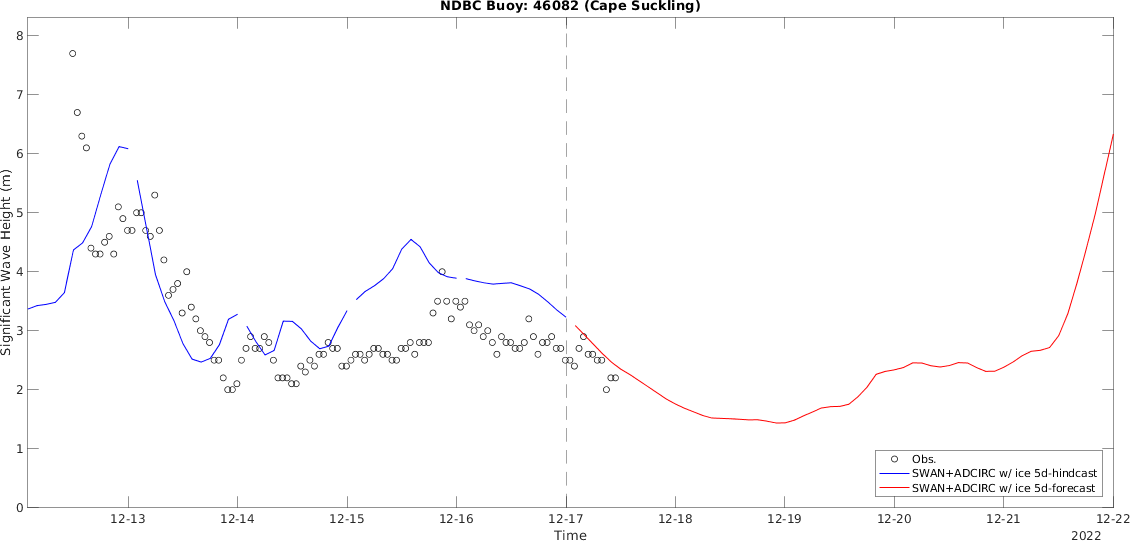 NDBC Buoy: 46082 (Cape Suckling)
8
7
6
5
4
3
2
1
0
Significant Wave Height (m)
Obs.
SWAN+ADCIRC w/ ice 5d-hindcast
SWAN+ADCIRC w/ ice 5d-forecast
12-13 12-14 12-15 12-16 12-17 12-18 12-19 12-20 12-21 12-22
Time
2022